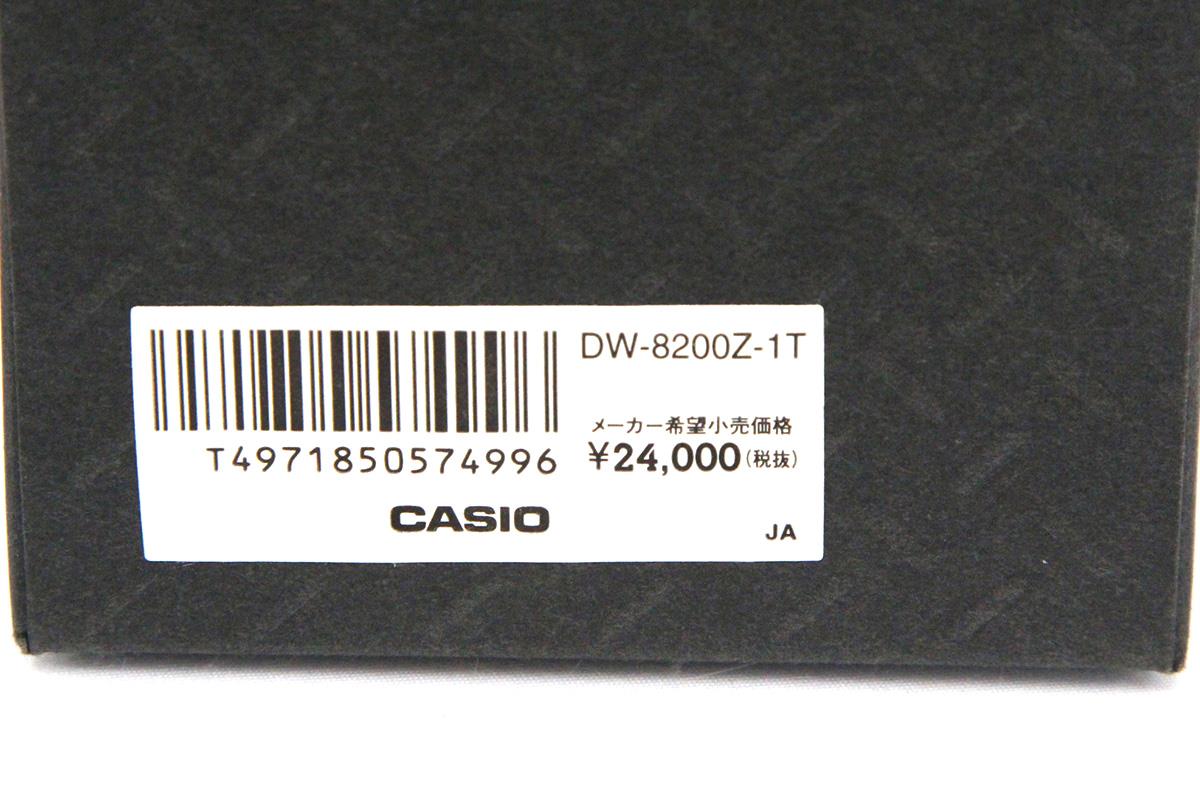 DW-8200Z-1T
メーカー希望小売価格
T4971850574996
¥24,000(税抜)
CASIO
JA